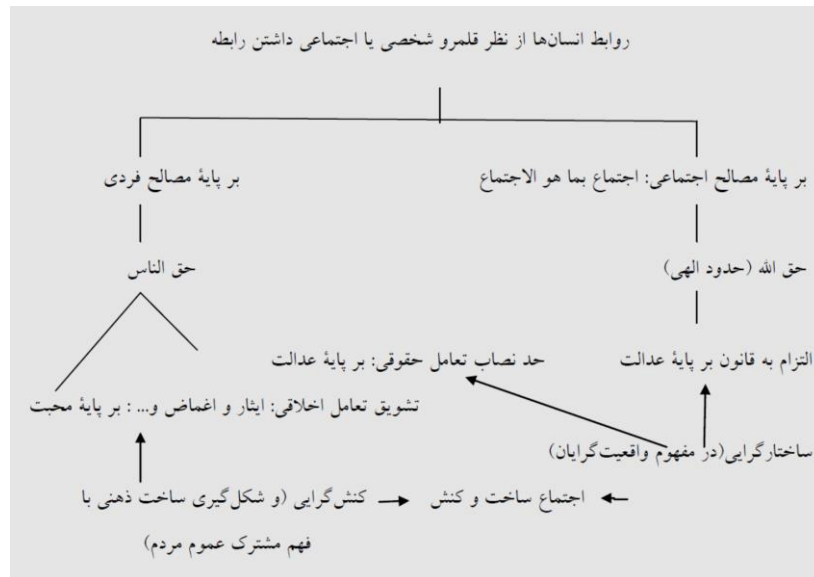 روابط انسان‌ها از نظر قلمرو شخصی یا اجتماعی داشتن رابطه
بر پایهٔ مصالح اجتماعی: اجتماع بما هو الاجتماع
بر پایهٔ مصالح فردی
حق الله (حدود الهی)
حق الناس
التزام به قانون بر پایهٔ عدالت
حد نصاب تعامل حقوقی: بر پایهٔ عدالت
تشویق تعامل اخلاقی: ایثار و اغماض و... : بر پایهٔ محبت
ساختارگرایی(در مفهوم واقعیت‌گرایان)
اجتماع ساخت و کنش
کنش‌گرایی (و شکل‌گیری ساخت ذهنی با
فهم مشترک عموم مردم)